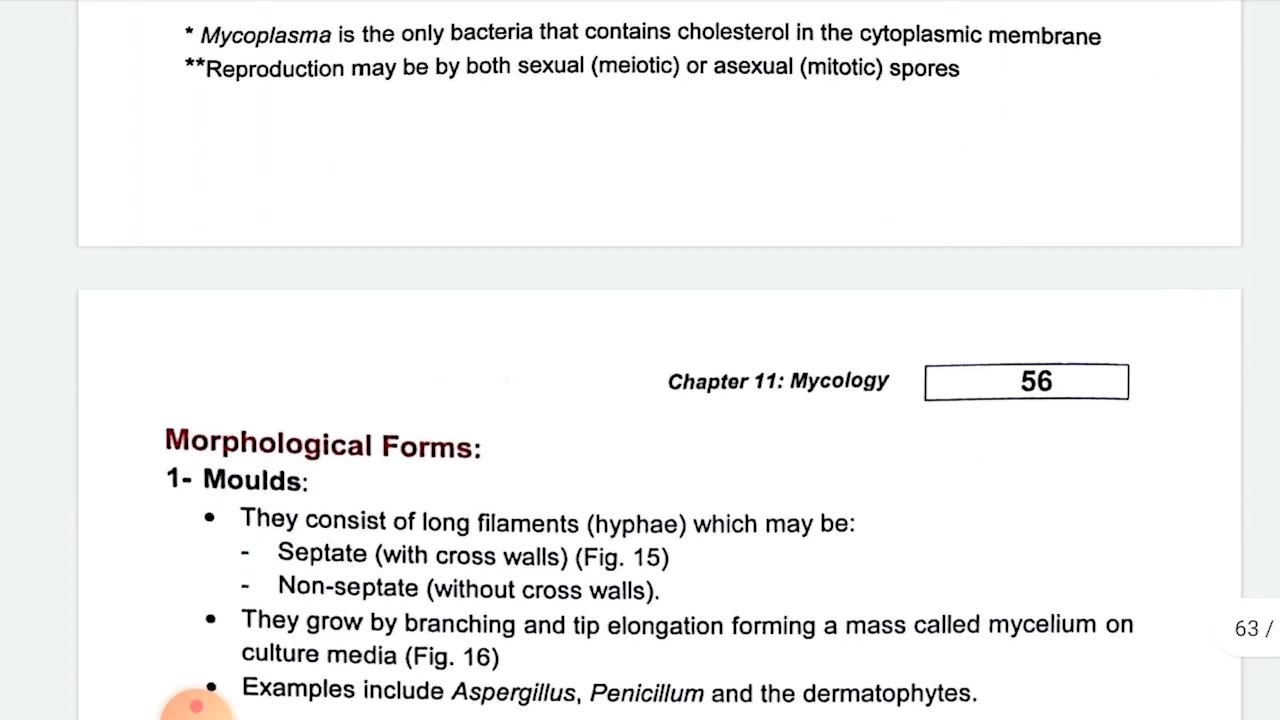 * Mycoplasma is the only bacteria that contains cholesterol in the cytoplasmic membrane
**Reproduction may be by both sexual (meiotic) or asexual (mitotic) spores
Chapter 11: Mycology 56
Morphological Forms:
1- Moulds:
• They consist of long filaments (hyphae) which may be:
- Septate (with cross walls) (Fig. 15)
- Non-septate (without cross walls).
• They grow by branching and tip elongation forming a mass called mycelium on
culture media (Fig. 16)
• Examples include Aspergillus, Penicillum and the dermatophytes.
63 /